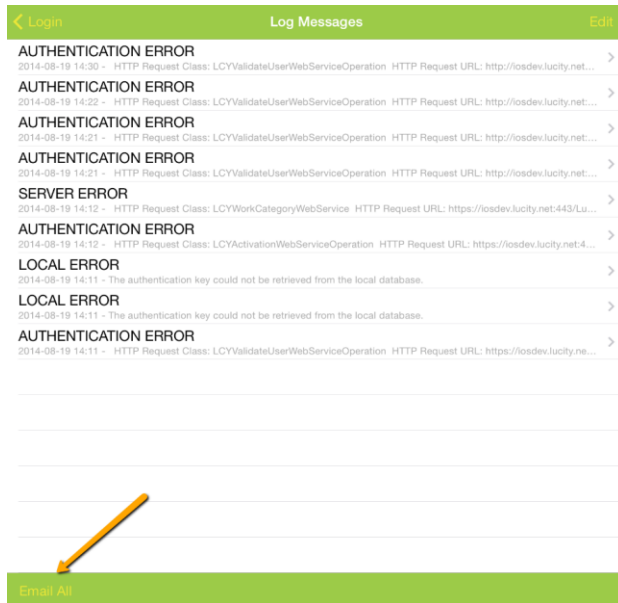 Login
Log Messages
Edit
AUTHENTICATION ERROR
2014-08-19 14:30 - HTTP Request Class: LCYValidateUserWebServiceOperation HTTP Request URL: http://iosdev.lucity.net...
AUTHENTICATION ERROR
2014-08-19 14:22 - HTTP Request Class: LCYValidateUserWebServiceOperation HTTP Request URL: http://iosdev.lucity.net:...
AUTHENTICATION ERROR
2014-08-19 14:21 - HTTP Request Class: LCYValidateUserWebServiceOperation HTTP Request URL: http://iosdev.lucity.net:...
AUTHENTICATION ERROR
2014-08-19 14:21 - HTTP Request Class: LCYValidateUserWebServiceOperation HTTP Request URL: http://iosdev.lucity.net:...
SERVER ERROR
2014-08-19 14:12 - HTTP Request Class: LCYWorkCategoryWebService HTTP Request URL: https://iosdev.lucity.net:443/Lu...
AUTHENTICATION ERROR
2014-08-19 14:12 - HTTP Request Class: LCYActivationWebServiceOperation HTTP Request URL: https://iosdev.lucity.net:4...
LOCAL ERROR
2014-08-19 14:11 - The authentication key could not be retrieved from the local database.
LOCAL ERROR
2014-08-19 14:11 - The authentication key could not be retrieved from the local database.
AUTHENTICATION ERROR
2014-08-19 14:11 - HTTP Request Class: LCYValidateUserWebServiceOperation HTTP Request URL: https://iosdev.lucity.ne...
Email All